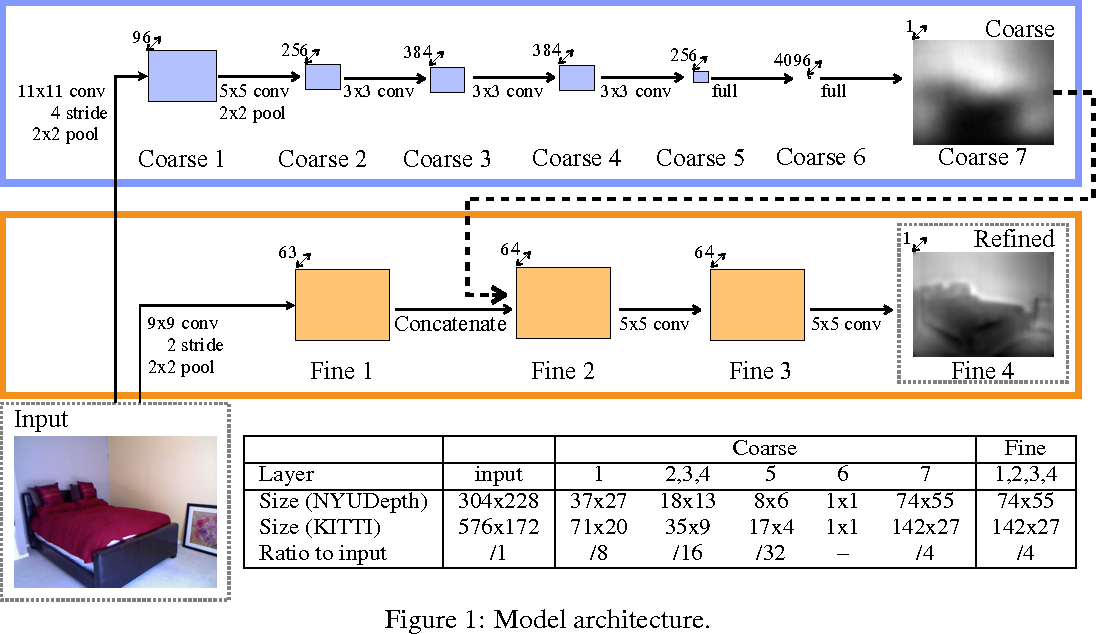 96
256
384
384
256
4096
1
Coarse
11x11 conv
4 stride
2x2 pool
5x5 conv
2x2 pool
3x3 conv
3x3 conv
3x3 conv
full
full
Coarse 1
Coarse 2
Coarse 3
Coarse 4
Coarse 5
Coarse 6
Coarse 7
63
64
64
1
Refined
9x9 conv
2 stride
2x2 pool
Concatenate
5x5 conv
5x5 conv
Fine 1
Fine 2
Fine 3
Fine 4
Input
Coarse Fine
Layer input 1 2,3,4 5 6 7 1,2,3,4
Size (NYUDepth) 304x228 37x27 18x13 8x6 1x1 74x55 74x55
Size (KITTI) 576x172 71x20 35x9 17x4 1x1 142x27 142x27
Ratio to input /1 /8 /16 /32 – /4 /4
Figure 1: Model architecture.